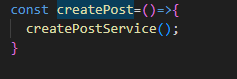 const createPost=()=>{
createPostService();
}